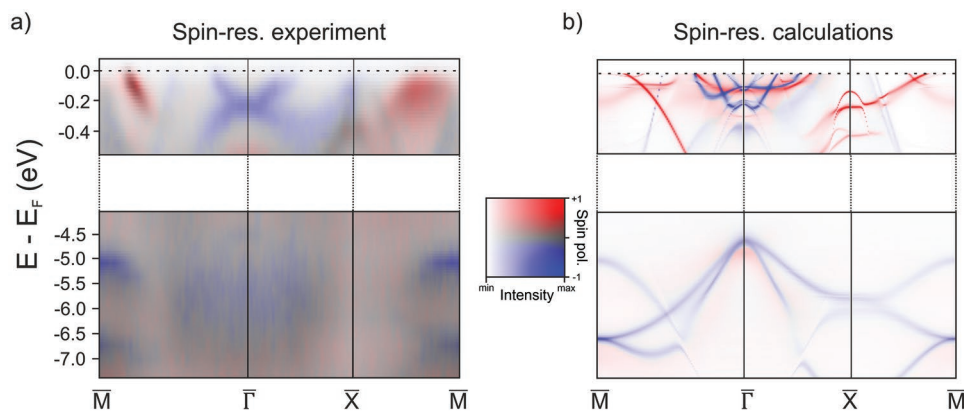 a)
Spin-res. experiment
b)
Spin-res. calculations
0.0
-0.2
-0.4
E - E_F (eV)
-4.5
-5.0
-5.5
-6.0
-6.5
-7.0
+1
Spin pol.
-1
min
max
Intensity
M̅ Γ̅ X̅ M̅
M̅ Γ̅ X̅ M̅